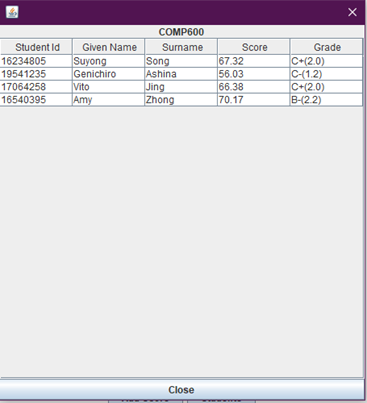 COMP600
Student Id Given Name Surname Score Grade
16234805 Suyong Song 67.32 C+(2.0)
19541235 Genichiro Ashina 56.03 C-(1.2)
17064258 Vito Jing 66.38 C+(2.0)
16540395 Amy Zhong 70.17 B-(2.2)
Close